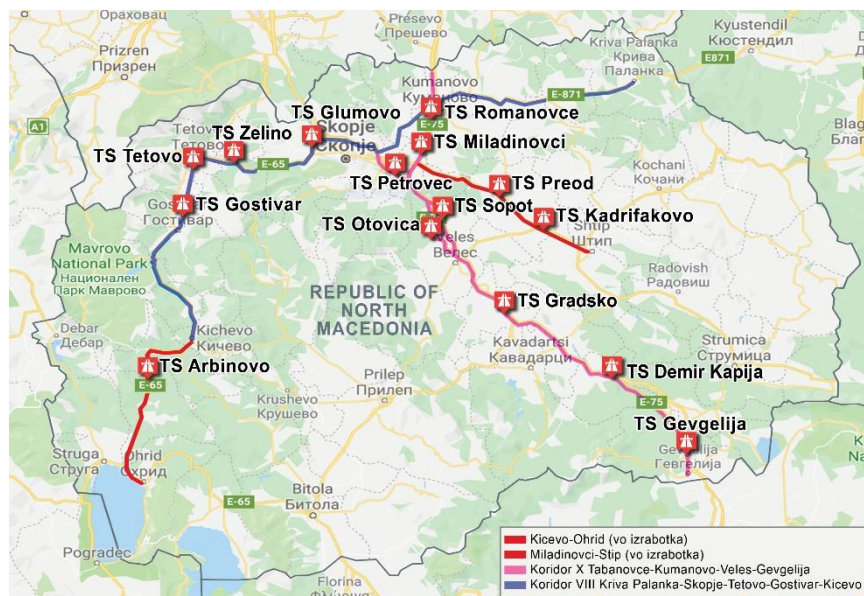 Ораховац
Prizren
Призрен
Preševo
Прешево
Kyustendil
Кюстендил
Kriva Palanka
Крива
Паланка
E871
E-871
Kumanovo
TS Romanovce
E-75
TS Glumovo
TS Zelino
Skopje
Скопје
TS Miladinovci
A1
TS Tetovo
Тетово
E-65
TS Petrovec
TS Preod
Kochani
Кочани
TS Gostivar
Гостивар
TS Sopot
TS Kadrifakovo
TS Otovica
Велес
Shtip
Штип
Mavrovo
National Park
Национален
Парк Маврово
REPUBLIC OF
NORTH
MACEDONIA
Radovish
Радовиш
TS Gradsko
Debar
Дебар
Kichevo
Кичево
Kavadartsi
Кавадарци
Strumica
Струмица
TS Arbinovo
E-65
TS Demir Kapija
Prilep
Прилеп
Krushevo
Крушево
E-75
TS Gevgelija
Гевгелија
Struga
Струга
Ohrid
Охрид
Bitola
Битола
E-65
Pogradec
Florina
Kicevo-Ohrid (vo izrabotka)
Miladinovci-Stip (vo izrabotka)
Koridor X Tabanovce-Kumanovo-Veles-Gevgelija
Koridor VIII Kriva Palanka-Skopje-Tetovo-Gostivar-Kicevo